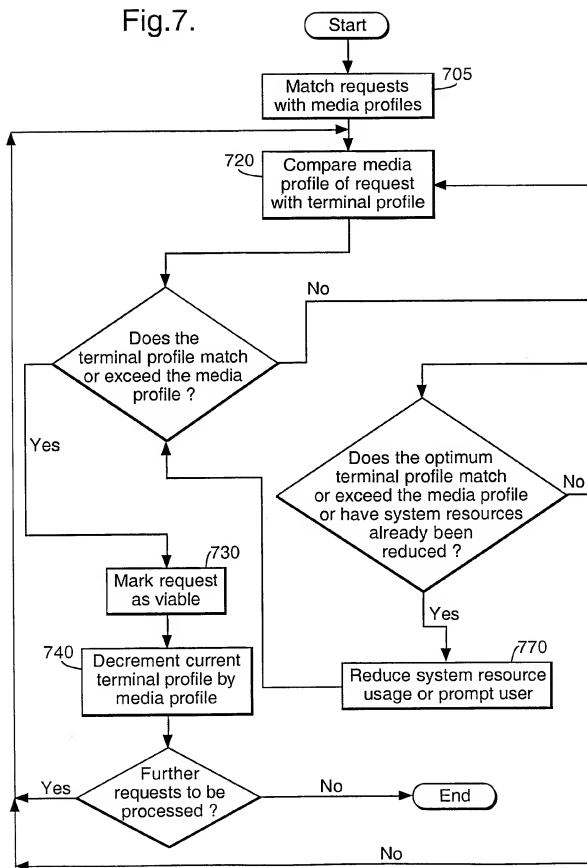 Fig.7.
Start
705
Match requests
with media profiles
720
Compare media
profile of request
with terminal profile
No
Does the
terminal profile match
or exceed the media
profile ?
Yes
Does the optimum
terminal profile match
or exceed the media profile
or have system resources
already been
reduced ?
No
730
Mark request
as viable
Yes
740
Decrement current
terminal profile by
media profile
770
Reduce system resource
usage or prompt user
Yes
Further
requests to be
processed ?
No
End
No